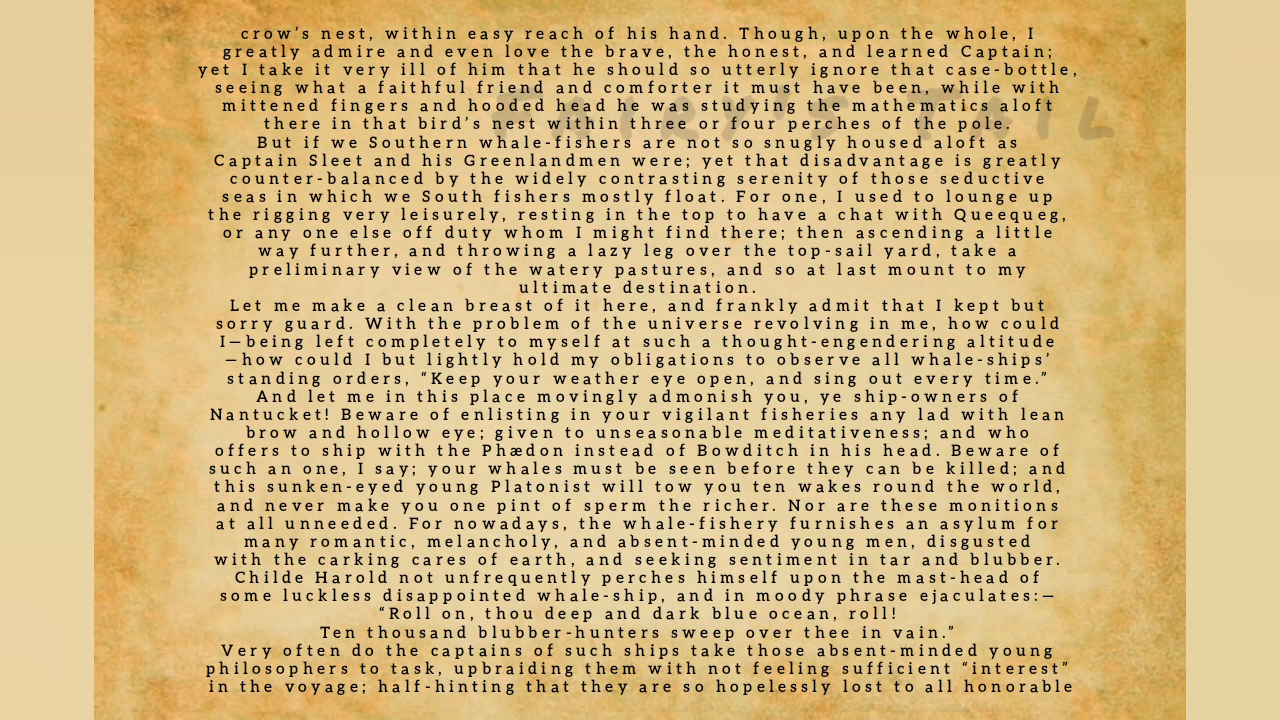 crow's nest, within easy reach of his hand. Though, upon the whole, I
greatly admire and even love the brave, the honest, and learned Captain;
yet I take it very ill of him that he should so utterly ignore that case-bottle,
seeing what a faithful friend and comforter it must have been, while with
mittened fingers and hooded head he was studying the mathematics aloft
there in that bird's nest within three or four perches of the pole.
But if we Southern whale-fishers are not so snugly housed aloft as
Captain Sleet and his Greenlandmen were; yet that disadvantage is greatly
counter-balanced by the widely contrasting serenity of those seductive
seas in which we South fishers mostly float. For one, I used to lounge up
the rigging very leisurely, resting in the top to have a chat with Queequeg,
or any one else off duty whom I might find there; then ascending a little
way further, and throwing a lazy leg over the top-sail yard, take a
preliminary view of the watery pastures, and so at last mount to my
ultimate destination.
Let me make a clean breast of it here, and frankly admit that I kept but
sorry guard. With the problem of the universe revolving in me, how could
I—being left completely to myself at such a thought-engendering altitude
—how could I but lightly hold my obligations to observe all whale-ships'
standing orders, “Keep your weather eye open, and sing out every time.”
And let me in this place movingly admonish you, ye ship-owners of
Nantucket! Beware of enlisting in your vigilant fisheries any lad with lean
brow and hollow eye; given to unseasonable meditativeness; and who
offers to ship with the Phædon instead of Bowditch in his head. Beware of
such an one, I say; your whales must be seen before they can be killed; and
this sunken-eyed young Platonist will tow you ten wakes round the world,
and never make you one pint of sperm the richer. Nor are these monitions
at all unneeded. For nowadays, the whale-fishery furnishes an asylum for
many romantic, melancholy, and absent-minded young men, disgusted
with the carking cares of earth, and seeking sentiment in tar and blubber.
Childe Harold not unfrequently perches himself upon the mast-head of
some luckless disappointed whale-ship, and in moody phrase ejaculates:—
“Roll on, thou deep and dark blue ocean, roll!
Ten thousand blubber-hunters sweep over thee in vain.”
Very often do the captains of such ships take those absent-minded young
philosophers to task, upbraiding them with not feeling sufficient “interest”
in the voyage; half-hinting that they are so hopelessly lost to all honorable